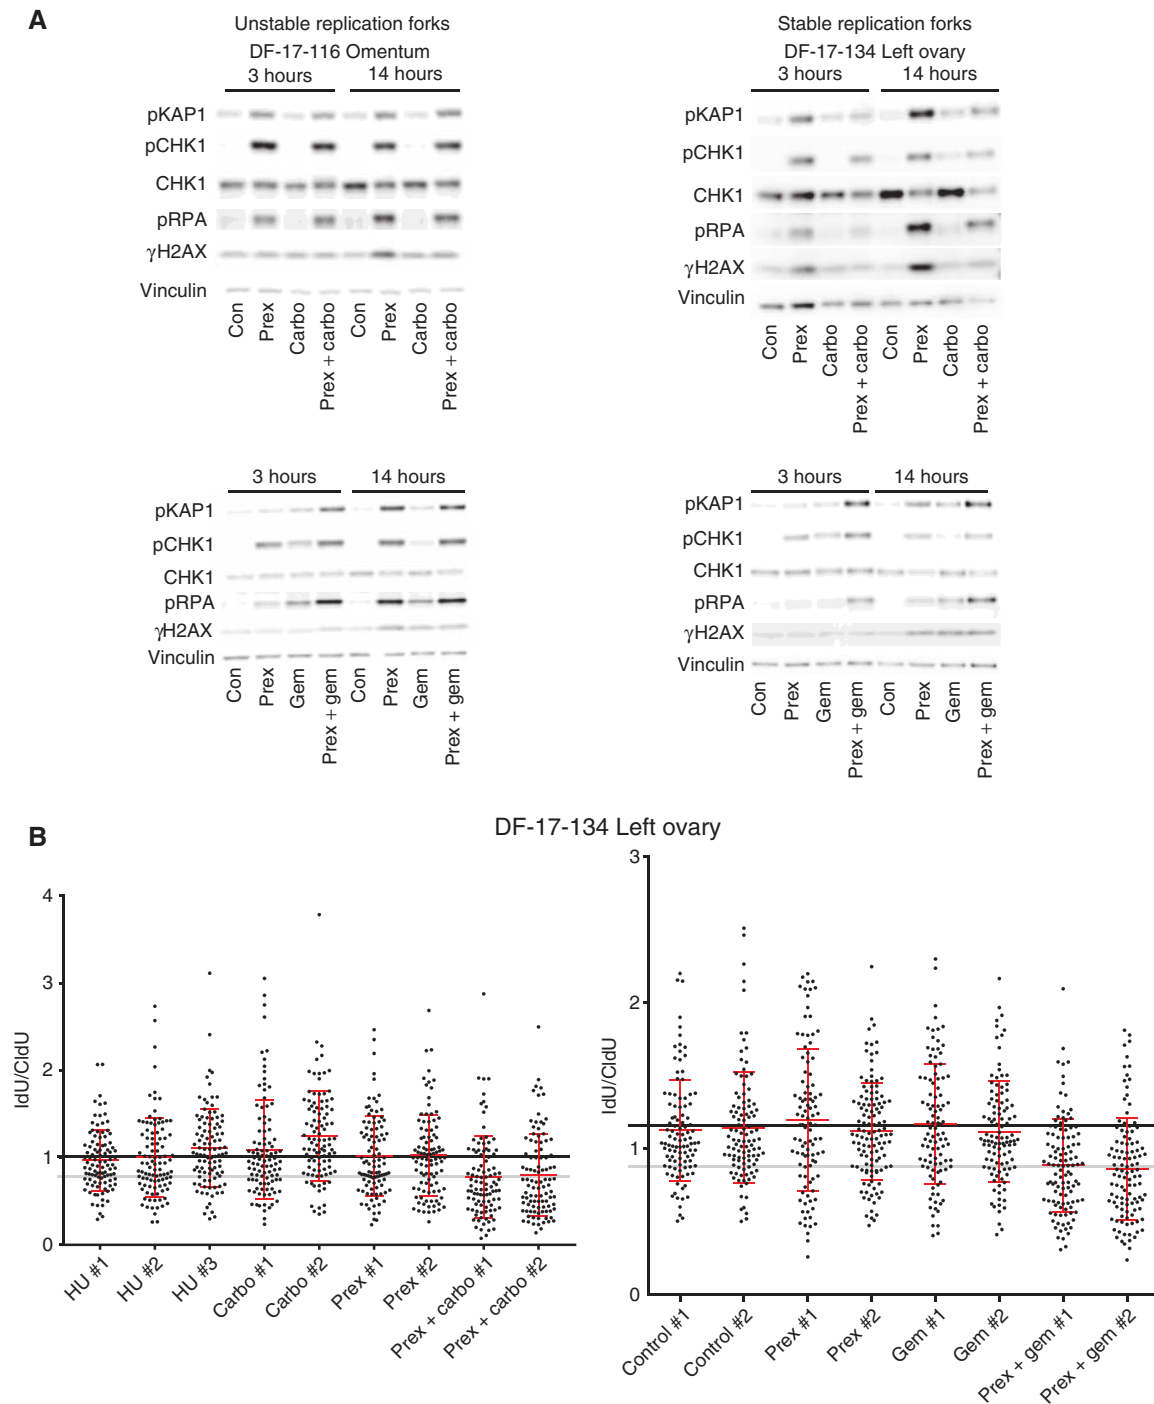 A
Unstable replication forks
DF-17-116 Omentum
3 hours 14 hours
pKAP1
pCHK1
CHK1
pRPA
γH2AX
Vinculin
Con Prex Carbo Prex + carbo Con Prex Carbo Prex + carbo
Stable replication forks
DF-17-134 Left ovary
3 hours 14 hours
pKAP1
pCHK1
CHK1
pRPA
γH2AX
Vinculin
Con Prex Carbo Prex + carbo Con Prex Carbo Prex + carbo
3 hours 14 hours
pKAP1
pCHK1
CHK1
pRPA
γH2AX
Vinculin
Con Prex Gem Prex + gem Con Prex Gem Prex + gem
3 hours 14 hours
pKAP1
pCHK1
CHK1
pRPA
γH2AX
Vinculin
Con Prex Gem Prex + gem Con Prex Gem Prex + gem
B
DF-17-134 Left ovary
IdU/CldU
4
3
2
1
0
HU #1 HU #2 HU #3 Carbo #1 Carbo #2 Prex #1 Prex #2 Prex + carbo #1 Prex + carbo #2
IdU/CldU
3
2
1
0
Control #1 Control #2 Prex #1 Prex #2 Gem #1 Gem #2 Prex + gem #1 Prex + gem #2